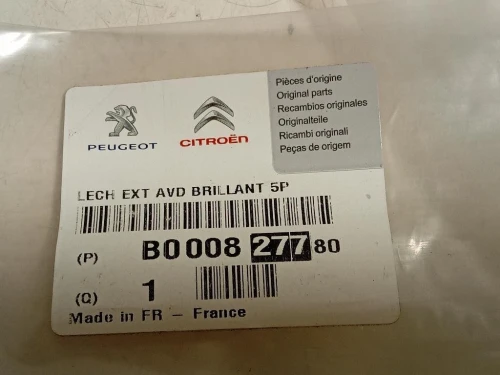 PEUGEOT
CITROËN
Pièces d'origine
Original parts
Recambios originales
Originalteile
Ricambi originali
Peças de origem
LECH EXT AVD BRILLANT 5P
(P) B0008 277 80
(Q) 1
Made in FR – France